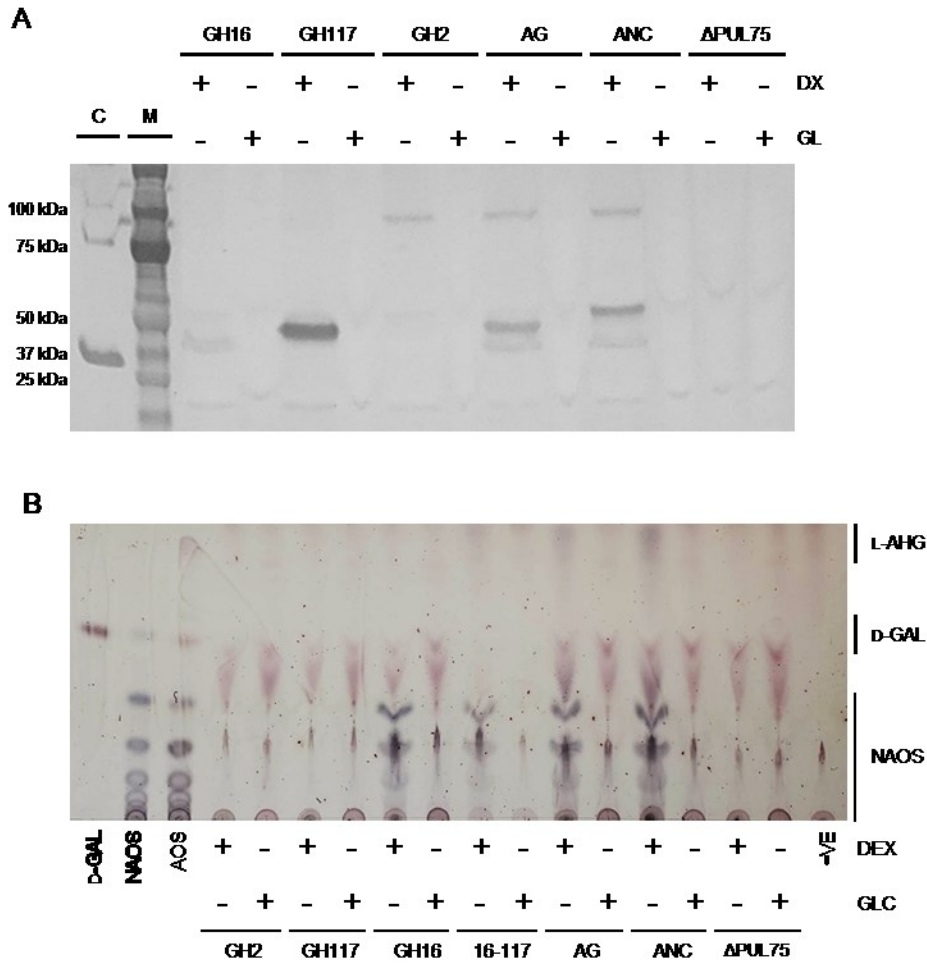 A
GH16 GH117 GH2 AG ANC ΔPUL75
+ - + - + - + - + - + - DX
C M
- + - + - + - + - + - + GL
100 kDa
75 kDa
50 kDa
37 kDa
25 kDa
B
L-AHG
D-GAL
NAOS
D-GAL NAOS AOS + - + - + - + - + - + - + - -VE DEX
- + - + - + - + - + - + - + GLC
GH2 GH117 GH16 16-117 AG ANC ΔPUL75